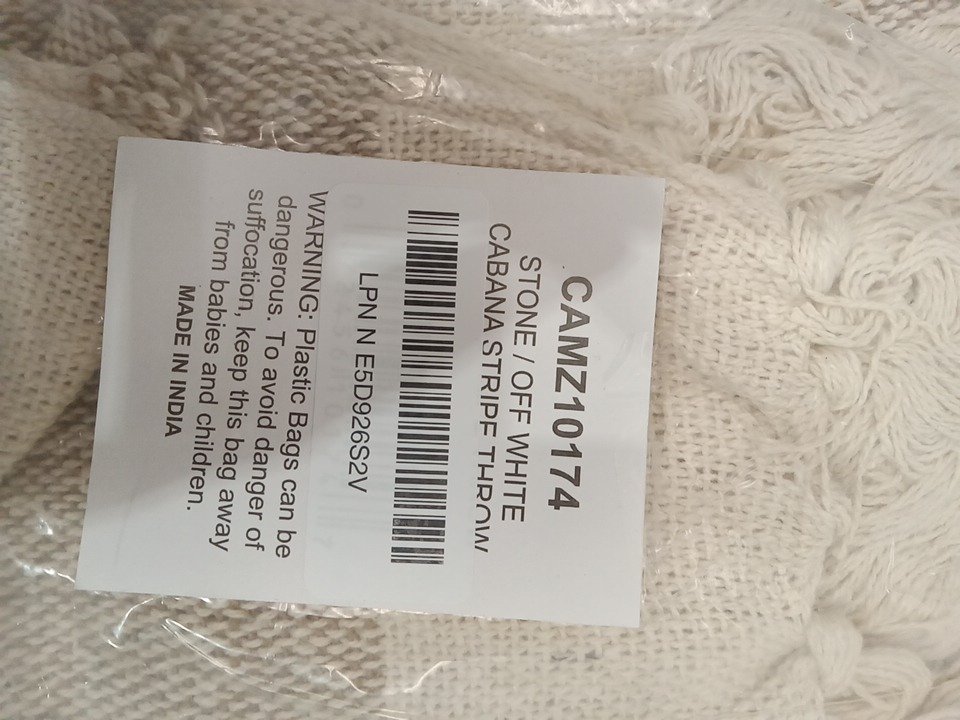 CAMZ10174
STONE / OFF WHITE
CABANA STRIPE THROW
LPN N E5D926S2V
WARNING: Plastic Bags can be
dangerous. To avoid danger of
suffocation, keep this bag away
from babies and children.
MADE IN INDIA